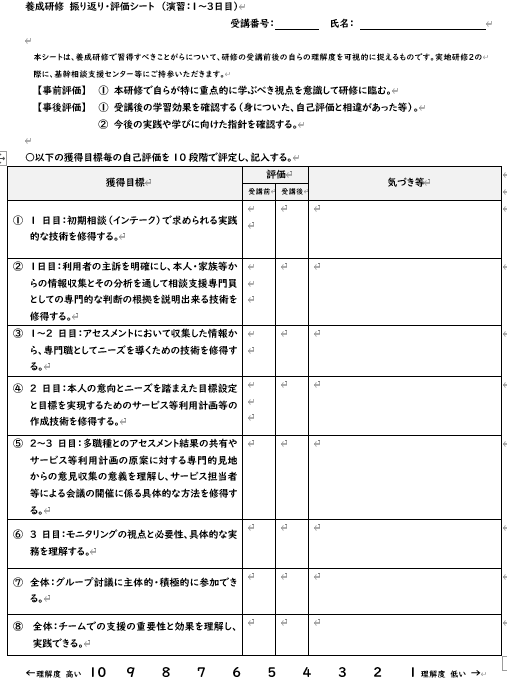 養成研修 振り返り・評価シート (演習:1~3日目)
受講番号: 氏名:
本シートは、養成研修で習得すべきことがらについて、研修の受講前後の自らの理解度を可視的に捉えるものです。実地研修2の
際に、基幹相談支援センター等にご持参いただきます。
【事前評価】 ① 本研修で自らが特に重点的に学ぶべき視点を意識して研修に臨む。
【事後評価】 ① 受講後の学習効果を確認する(身についた、自己評価と相違があった等)。
② 今後の実践や学びに向けた指針を確認する。
○以下の獲得目標毎の自己評価を 10 段階で評定し、記入する。
獲得目標 評価 気づき等
受講前 受講後
① 1 日目:初期相談(インテーク)で求められる実践
的な技術を修得する。
② 1日目:利用者の主訴を明確にし、本人・家族等か
らの情報収集とその分析を通して相談支援専門員
としての専門的な判断の根拠を説明出来る技術を
修得する。
③ 1~2 日目:アセスメントにおいて収集した情報か
ら、専門職としてニーズを導くための技術を修得す
る。
④ 2 日目:本人の意向とニーズを踏まえた目標設定
と目標を実現するためのサービス等利用計画等の
作成技術を修得する。
⑤ 2~3 日目:多職種とのアセスメント結果の共有や
サービス等利用計画の原案に対する専門的見地
からの意見収集の意義を理解し、サービス担当者
等による会議の開催に係る具体的な方法を修得す
る。
⑥ 3 日目:モニタリングの視点と必要性、具体的な実
務を理解する。
⑦ 全体:グループ討議に主体的・積極的に参加でき
る。
⑧ 全体:チームでの支援の重要性と効果を理解し、
実践できる。
←理解度 高い 10 9 8 7 6 5 4 3 2 1 理解度 低い →